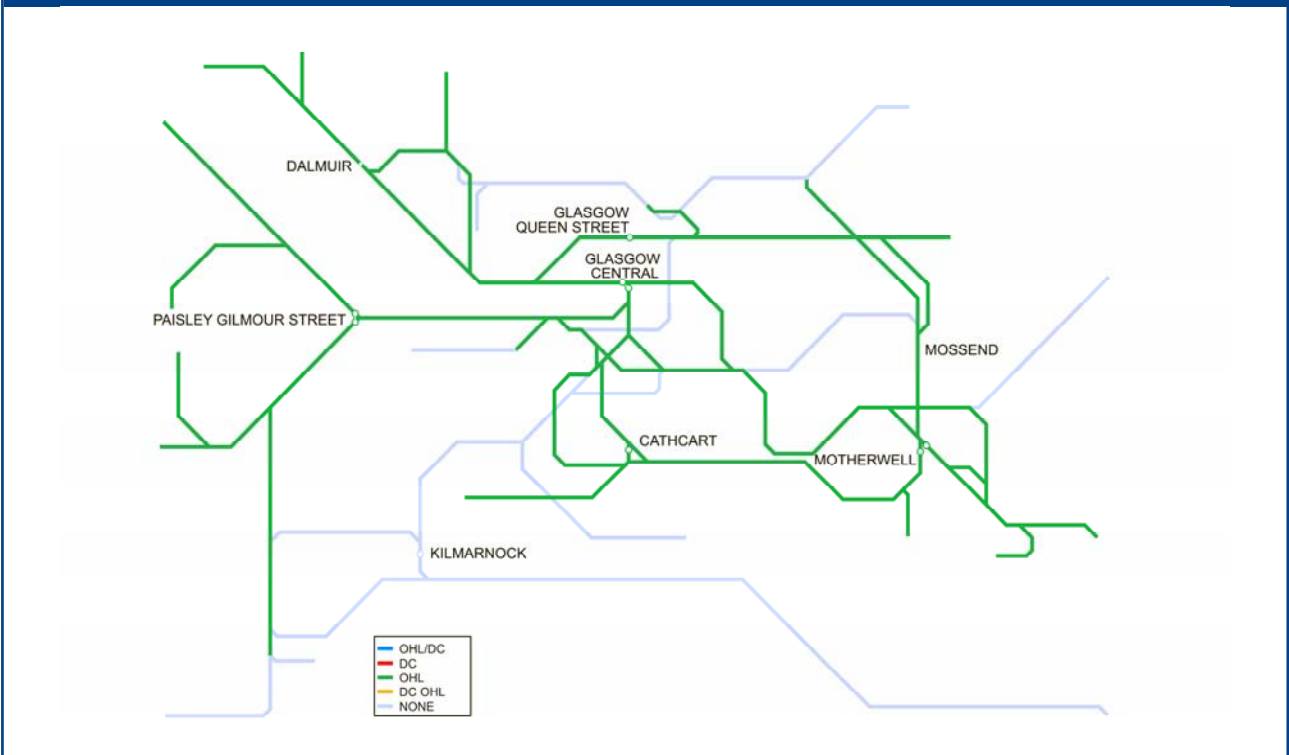 DALMUIR
GLASGOW
QUEEN STREET
GLASGOW
CENTRAL
PAISLEY GILMOUR STREET
MOSSEND
CATHCART
MOTHERWELL
KILMARNOCK
OHL/DC
DC
OHL
DC OHL
NONE